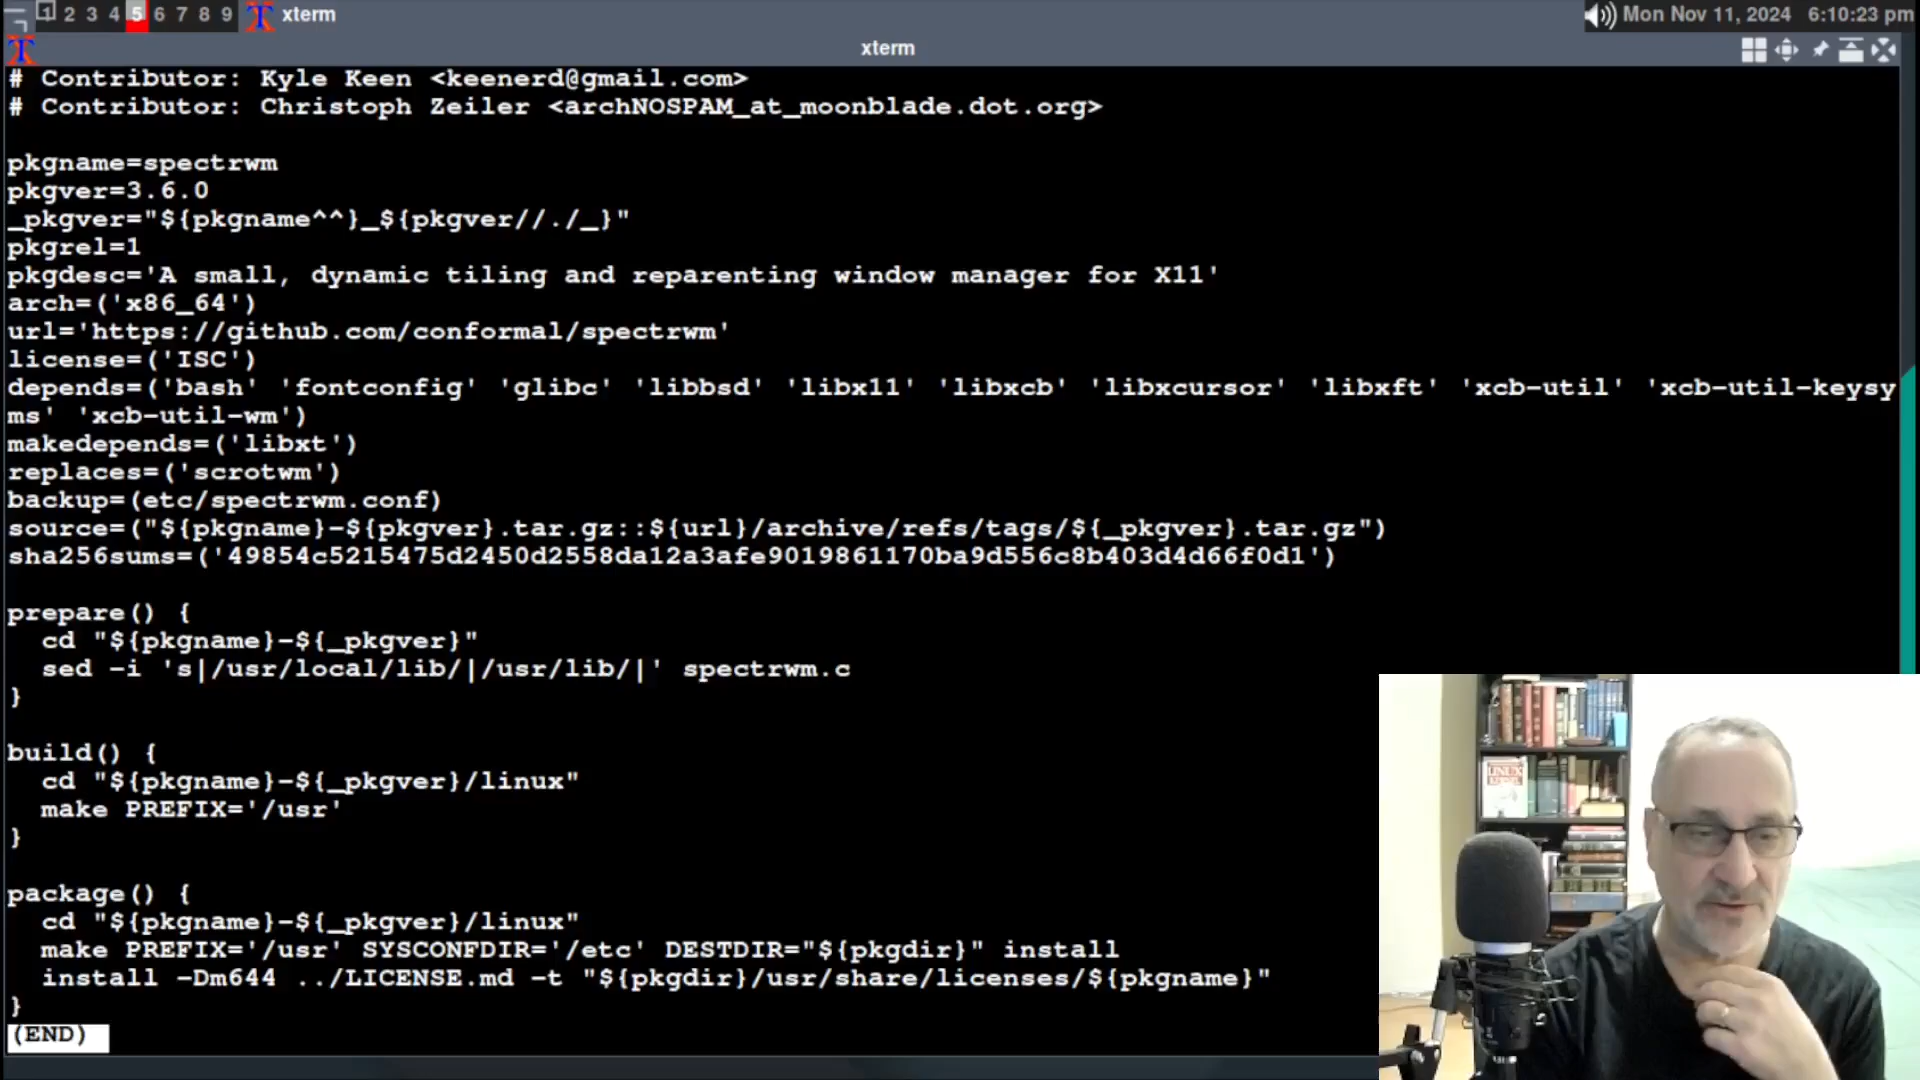 1 2 3 4 5 6 7 8 9 xterm Mon Nov 11, 2024 6:10:23 pm
xterm
# Contributor: Kyle Keen <keenerd@gmail.com>
# Contributor: Christoph Zeiler <archNOSPAM_at_moonblade.dot.org>
pkgname=spectrwm
pkgver=3.6.0
_pkgver="${pkgname^^}_${pkgver//./_}"
pkgrel=1
pkgdesc='A small, dynamic tiling and reparenting window manager for X11'
arch=('x86_64')
url='https://github.com/conformal/spectrwm'
license=('ISC')
depends=('bash' 'fontconfig' 'glibc' 'libbsd' 'libx11' 'libxcb' 'libxcursor' 'libxft' 'xcb-util' 'xcb-util-keysy
ms' 'xcb-util-wm')
makedepends=('libxt')
replaces=('scrotwm')
backup=(etc/spectrwm.conf)
source=("${pkgname}-${pkgver}.tar.gz::${url}/archive/refs/tags/${_pkgver}.tar.gz")
sha256sums=('49854c5215475d2450d2558da12a3afe9019861170ba9d556c8b403d4d66f0d1')
prepare() {
  cd "${pkgname}-${_pkgver}"
  sed -i 's|/usr/local/lib/|/usr/lib/|' spectrwm.c
}
build() {
  cd "${pkgname}-${_pkgver}/linux"
  make PREFIX='/usr'
}
package() {
  cd "${pkgname}-${_pkgver}/linux"
  make PREFIX='/usr' SYSCONFDIR='/etc' DESTDIR="${pkgdir}" install
  install -Dm644 ../LICENSE.md -t "${pkgdir}/usr/share/licenses/${pkgname}"
}
(END)
LINUX